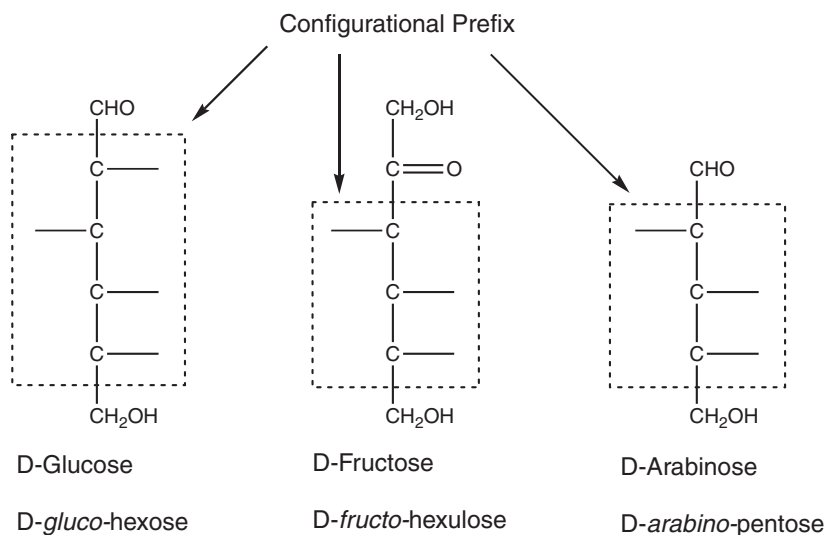 Configurational Prefix
CHO
C
C
C
C
CH2OH
D-Glucose
D-gluco-hexose
CH2OH
C O
C
C
C
CH2OH
D-Fructose
D-fructo-hexulose
CHO
C
C
C
CH2OH
D-Arabinose
D-arabino-pentose